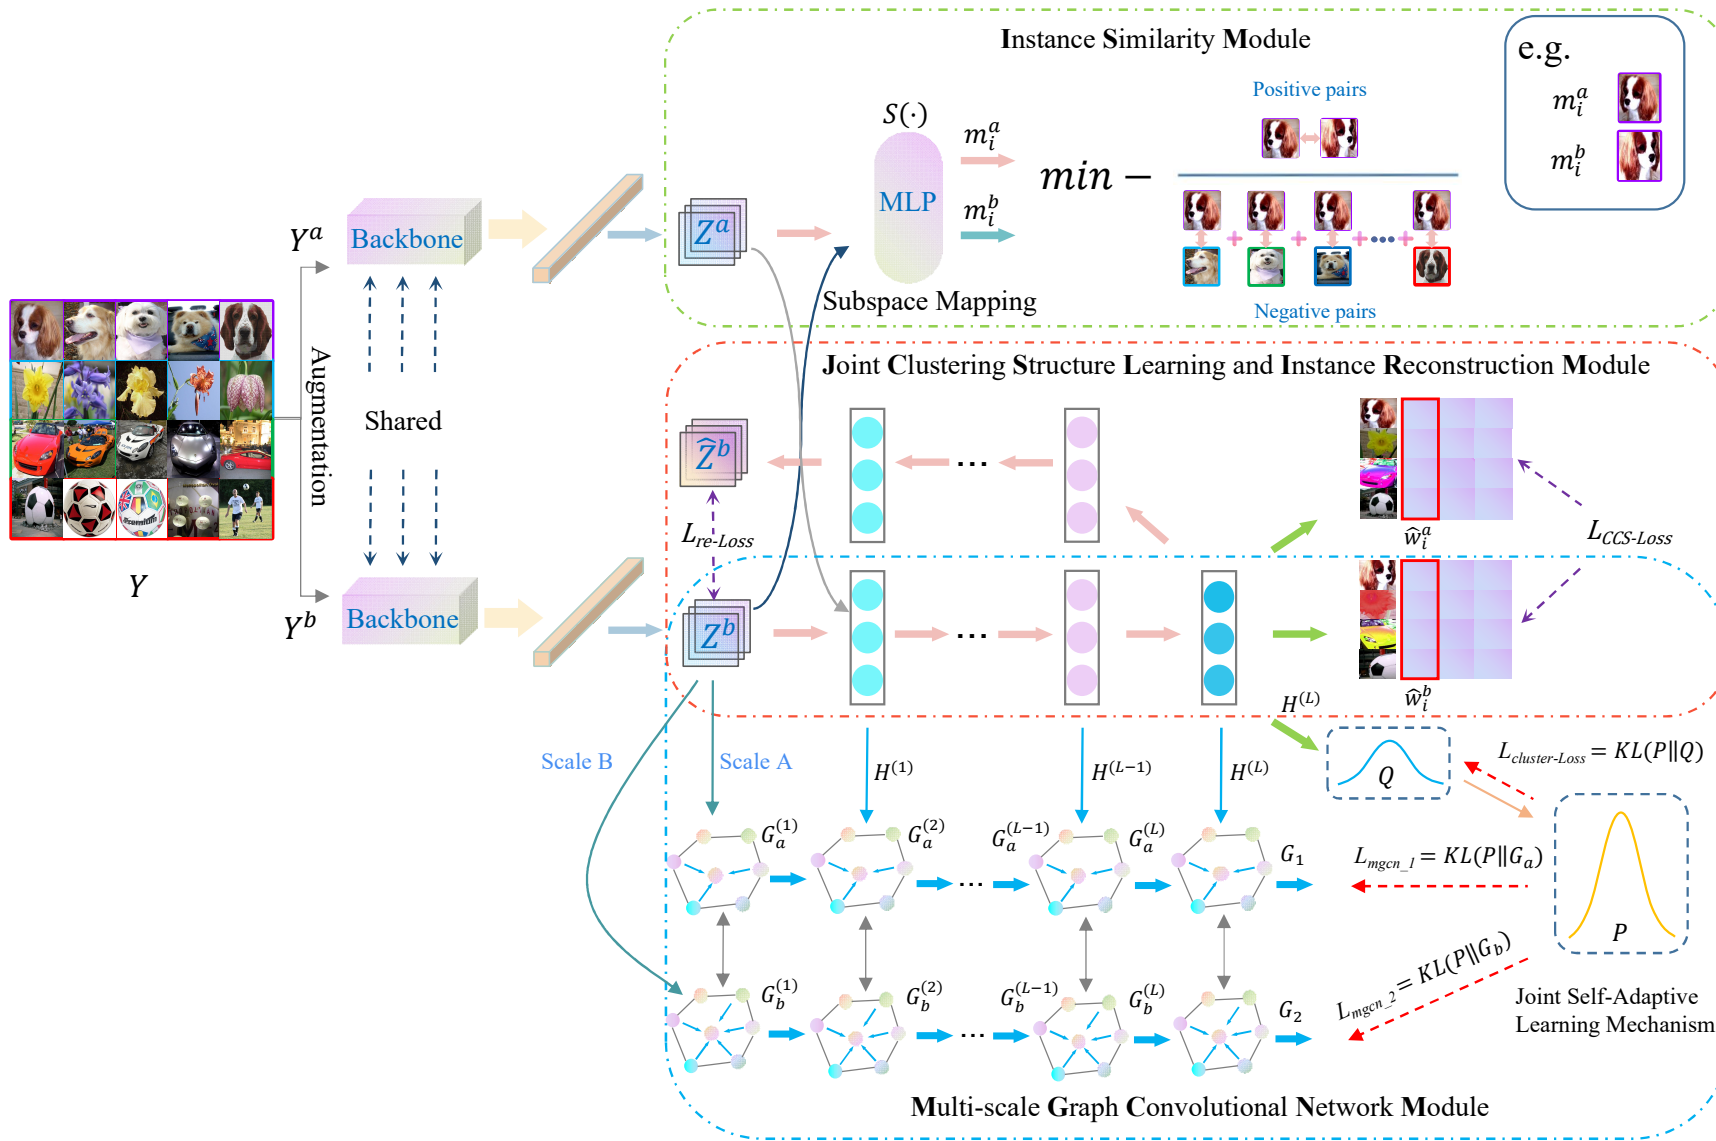 Instance Similarity Module
e.g.
m_i^a
m_i^b
Positive pairs
S(·)
MLP
m_i^a
m_i^b
min −
Negative pairs
Subspace Mapping
Y^a
Backbone
Z^a
Augmentation
Shared
Y
Y^b
Backbone
Z^b
Joint Clustering Structure Learning and Instance Reconstruction Module
Ẑ^b
...
L_re-Loss
ŵ_i^a
L_CCS-Loss
...
ŵ_i^b
H^(L)
Scale B
Scale A
H^(1)
H^(L−1)
H^(L)
Q
L_cluster-Loss = KL(P∥Q)
G_a^(1)
G_a^(2)
...
G_a^(L−1)
G_a^(L)
G_1
L_mgcn_1 = KL(P∥G_a)
P
G_b^(1)
G_b^(2)
...
G_b^(L−1)
G_b^(L)
G_2
L_mgcn_2 = KL(P∥G_b)
Joint Self-Adaptive
Learning Mechanism
Multi-scale Graph Convolutional Network Module